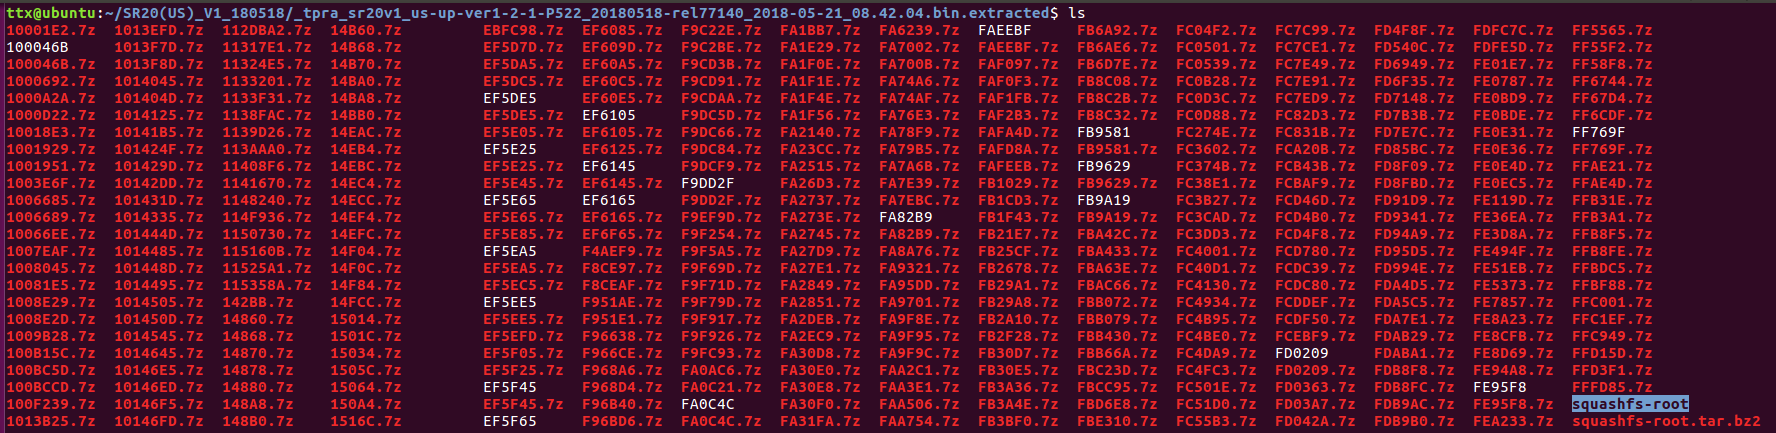 ttx@ubuntu:~/SR20(US)_V1_180518/_tpra_sr20v1_us-up-ver1-2-1-P522_20180518-rel77140_2018-05-21_08.42.04.bin.extracted$ ls
10001E2.7z 1013EFD.7z 112DBA2.7z 14B60.7z EBFC98.7z EF6085.7z F9C22E.7z FA1BB7.7z FA6239.7z FAEEBF FB6A92.7z FC04F2.7z FC7C99.7z FD4F8F.7z FDFC7C.7z FF5565.7z
100046B 1013F7D.7z 11317E1.7z 14B68.7z EF5D7D.7z EF609D.7z F9C2BE.7z FA1E29.7z FA7002.7z FAEEBF.7z FB6AE6.7z FC0501.7z FC7CE1.7z FD540C.7z FDFE5D.7z FF55F2.7z
100046B.7z 1013F8D.7z 11324E5.7z 14B70.7z EF5DA5.7z EF60A5.7z F9CD3B.7z FA1F0E.7z FA700B.7z FAF097.7z FB6D7E.7z FC0539.7z FC7E49.7z FD6949.7z FE01E7.7z FF58F8.7z
1000692.7z 1014045.7z 1133201.7z 14BA0.7z EF5DC5.7z EF60C5.7z F9CD91.7z FA1F1E.7z FA74A6.7z FAF0F3.7z FB8C08.7z FC0B28.7z FC7E91.7z FD6F35.7z FE0787.7z FF6744.7z
1000A2A.7z 101404D.7z 1133F31.7z 14BA8.7z EF5DE5 EF60E5.7z F9CDAA.7z FA1F4E.7z FA74AF.7z FAF1FB.7z FB8C2B.7z FC0D3C.7z FC7ED9.7z FD7148.7z FE0BD9.7z FF67D4.7z
1000D22.7z 1014125.7z 1138FAC.7z 14BB0.7z EF5DE5.7z EF6105 F9DC5D.7z FA1F56.7z FA76E3.7z FAF2B3.7z FB8C32.7z FC0D88.7z FC82D3.7z FD7B3B.7z FE0BDE.7z FF6CDF.7z
10018E3.7z 10141B5.7z 1139D26.7z 14EAC.7z EF5E05.7z EF6105.7z F9DC66.7z FA2140.7z FA78F9.7z FAFA4D.7z FB9581 FC274E.7z FC831B.7z FD7E7C.7z FE0E31.7z FF769F
1001929.7z 101424F.7z 113AAA0.7z 14EB4.7z EF5E25 EF6125.7z F9DC84.7z FA23CC.7z FA79B5.7z FAFD8A.7z FB9581.7z FC3602.7z FCA20B.7z FD85BC.7z FE0E36.7z FF769F.7z
1001951.7z 101429D.7z 11408F6.7z 14EBC.7z EF5E25.7z EF6145 F9DCF9.7z FA2515.7z FA7A6B.7z FAFEEB.7z FB9629 FC374B.7z FCB43B.7z FD8F09.7z FE0E4D.7z FFAE21.7z
1003E6F.7z 10142DD.7z 1141670.7z 14EC4.7z EF5E45.7z EF6145.7z F9DD2F FA26D3.7z FA7E39.7z FB1029.7z FB9629.7z FC38E1.7z FCBAF9.7z FD8FBD.7z FE0EC5.7z FFAE4D.7z
1006685.7z 101431D.7z 1148240.7z 14ECC.7z EF5E65 EF6165 F9DD2F.7z FA2737.7z FA7EBC.7z FB1CD3.7z FB9A19 FC3B27.7z FCD46D.7z FD91D9.7z FE119D.7z FFB31E.7z
1006689.7z 1014335.7z 114F936.7z 14EF4.7z EF5E65.7z EF6165.7z F9EF9D.7z FA273E.7z FA82B9 FB1F43.7z FB9A19.7z FC3CAD.7z FCD4B0.7z FD9341.7z FE36EA.7z FFB3A1.7z
10066EE.7z 101444D.7z 1150730.7z 14EFC.7z EF5E85.7z EF6F65.7z F9F254.7z FA2745.7z FA82B9.7z FB21E7.7z FBA42C.7z FC3DD3.7z FCD4F8.7z FD94A9.7z FE3D8A.7z FFB8F5.7z
1007EAF.7z 1014485.7z 115160B.7z 14F04.7z EF5EA5 F4AEF9.7z F9F5A5.7z FA27D9.7z FA8A76.7z FB25CF.7z FBA433.7z FC4001.7z FCD780.7z FD95D5.7z FE494F.7z FFB8FE.7z
1008045.7z 101448D.7z 11525A1.7z 14F0C.7z EF5EA5.7z F8CE97.7z F9F69D.7z FA27E1.7z FA9321.7z FB2678.7z FBA63E.7z FC40D1.7z FCDC39.7z FD994E.7z FE51EB.7z FFBDC5.7z
10081E5.7z 1014495.7z 115358A.7z 14F84.7z EF5EC5.7z F8CEAF.7z F9F71D.7z FA2849.7z FA95DD.7z FB29A1.7z FBAC66.7z FC4130.7z FCDC80.7z FDA4D5.7z FE5373.7z FFBF88.7z
1008E29.7z 1014505.7z 142BB.7z 14FCC.7z EF5EE5 F951AE.7z F9F79D.7z FA2851.7z FA9701.7z FB29A8.7z FBB072.7z FC4934.7z FCDDEF.7z FDA5C5.7z FE7857.7z FFC001.7z
1008E2D.7z 101450D.7z 14860.7z 15014.7z EF5EE5.7z F951E1.7z F9F917.7z FA2DEB.7z FA9F8E.7z FB2A10.7z FBB079.7z FC4B95.7z FCDF50.7z FDA7E1.7z FE8A23.7z FFC1EF.7z
1009B28.7z 1014545.7z 14868.7z 1501C.7z EF5EFD.7z F96638.7z F9F926.7z FA2EC9.7z FA9F95.7z FB2F28.7z FBB430.7z FC4BE0.7z FCEBF9.7z FDAB29.7z FE8CFB.7z FFC949.7z
100B15C.7z 1014645.7z 14870.7z 15034.7z EF5F05.7z F966CE.7z F9FC93.7z FA30D8.7z FA9F9C.7z FB30D7.7z FBB66A.7z FC4DA9.7z FD0209 FDABA1.7z FE8D69.7z FFD15D.7z
100BC5D.7z 10146E5.7z 14878.7z 1505C.7z EF5F25.7z F968A6.7z FA0AC6.7z FA30E0.7z FAA2C1.7z FB30E5.7z FBC23D.7z FC4FC3.7z FD0209.7z FDB8F8.7z FE94A8.7z FFD3F1.7z
100BCCD.7z 10146ED.7z 14880.7z 15064.7z EF5F45 F968D4.7z FA0C21.7z FA30E8.7z FAA3E1.7z FB3A36.7z FBCC95.7z FC501E.7z FD0363.7z FDB8FC.7z FE95F8 FFFD85.7z
100F239.7z 10146F5.7z 148A8.7z 150A4.7z EF5F45.7z F96B40.7z FA0C4C FA30F0.7z FAA506.7z FB3A4E.7z FBD6E8.7z FC51D0.7z FD03A7.7z FDB9AC.7z FE95F8.7z squashfs-root
1013B25.7z 10146FD.7z 148B0.7z 1516C.7z EF5F65 F96BD6.7z FA0C4C.7z FA31FA.7z FAA754.7z FB3BF0.7z FBE310.7z FC55B3.7z FD042A.7z FDB9B0.7z FEA233.7z squashfs-root.tar.bz2